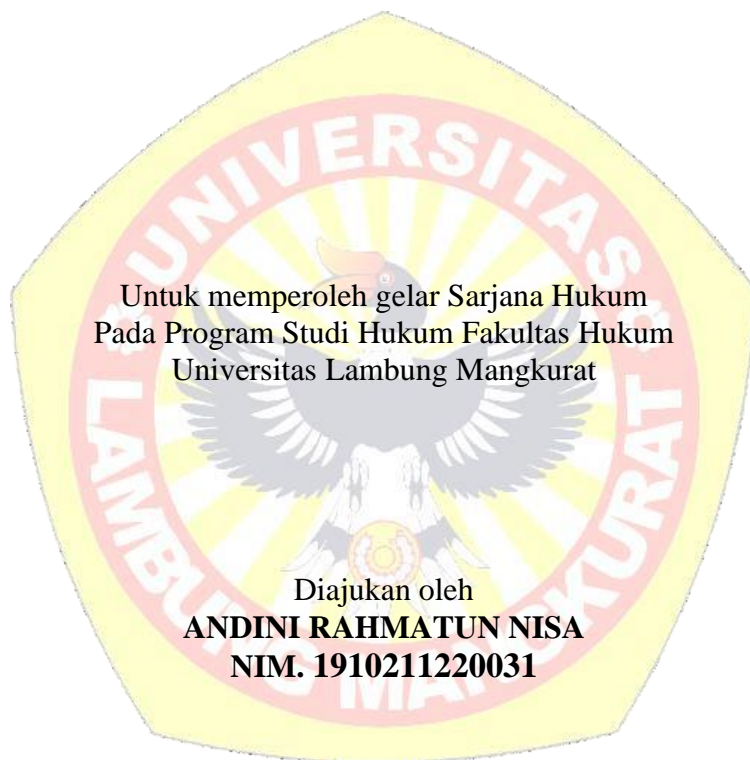 UNIVERSITAS
LAMBUNG MANGKURAT
Untuk memperoleh gelar Sarjana Hukum
Pada Program Studi Hukum Fakultas Hukum
Universitas Lambung Mangkurat
Diajukan oleh
ANDINI RAHMATUN NISA
NIM. 1910211220031